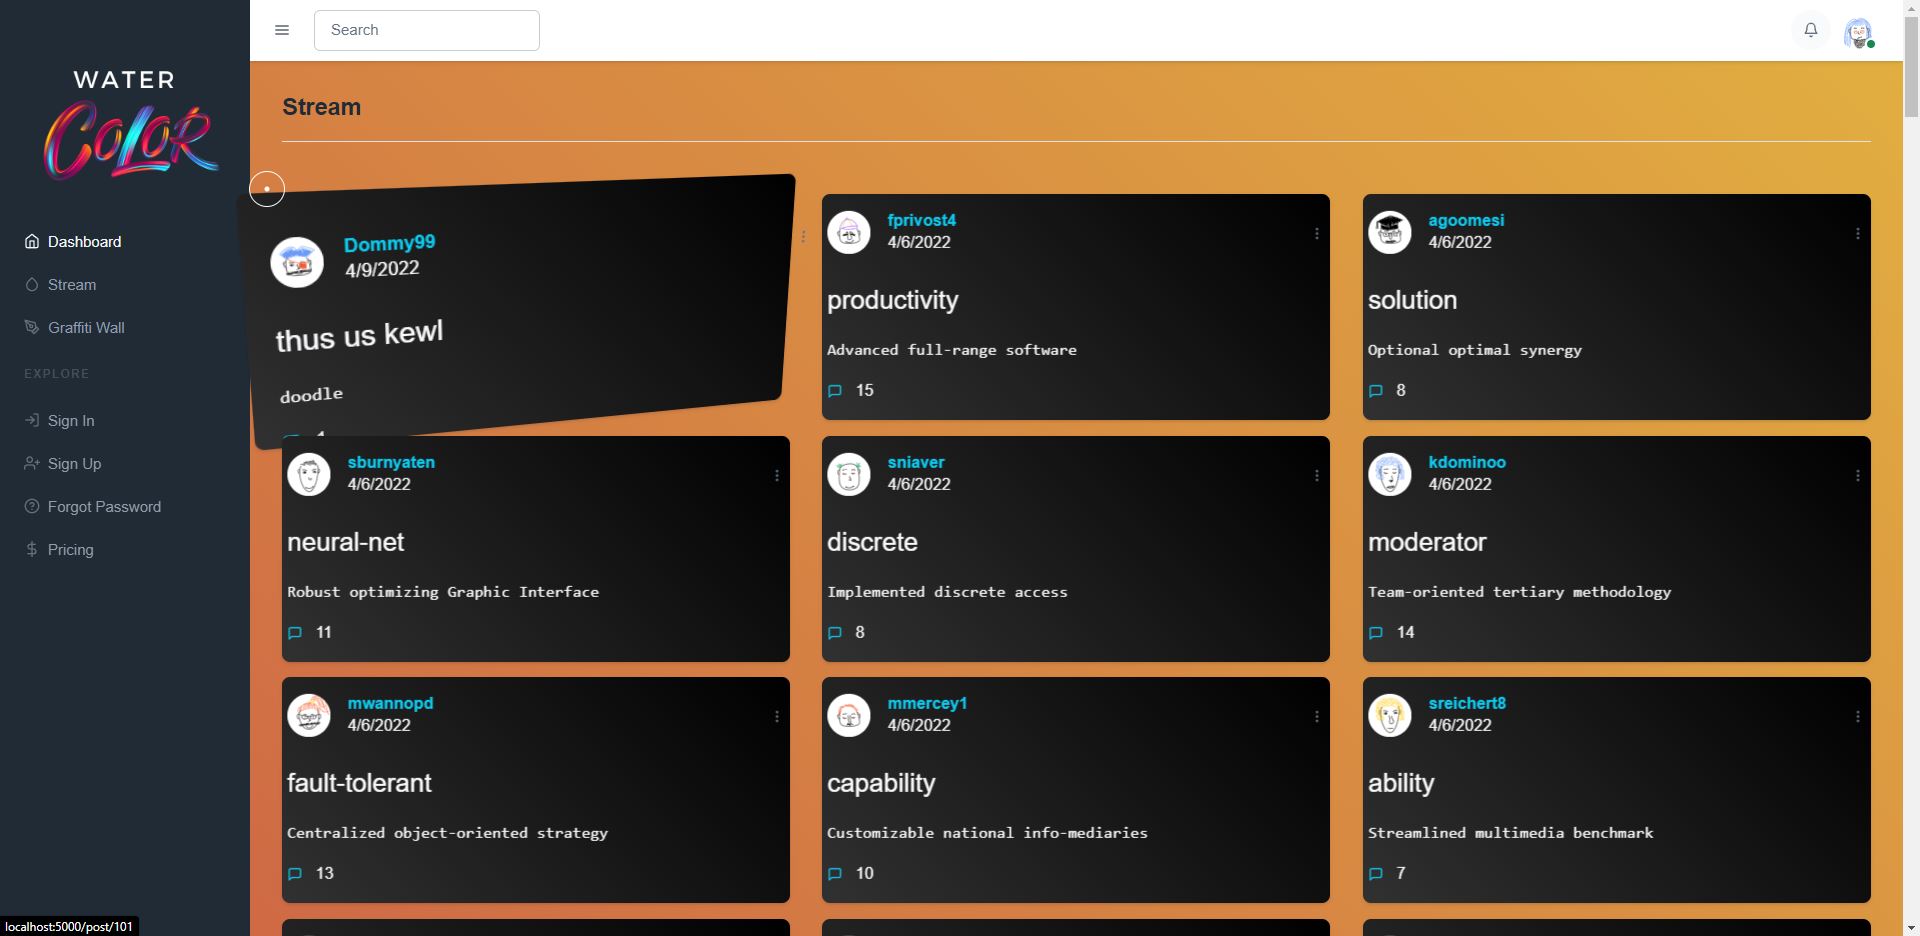 WATER
COLOR
Dashboard
Stream
Graffiti Wall
EXPLORE
Sign In
Sign Up
Forgot Password
Pricing
Search
Stream
Dommy99
4/9/2022
thus us kewl
doodle
1
fprivost4
4/6/2022
productivity
Advanced full-range software
15
agoomesi
4/6/2022
solution
Optional optimal synergy
8
sburnyaten
4/6/2022
neural-net
Robust optimizing Graphic Interface
11
sniaver
4/6/2022
discrete
Implemented discrete access
8
kdominoo
4/6/2022
moderator
Team-oriented tertiary methodology
14
mwannopd
4/6/2022
fault-tolerant
Centralized object-oriented strategy
13
mmercey1
4/6/2022
capability
Customizable national info-mediaries
10
sreichert8
4/6/2022
ability
Streamlined multimedia benchmark
7
localhost:5000/post/101